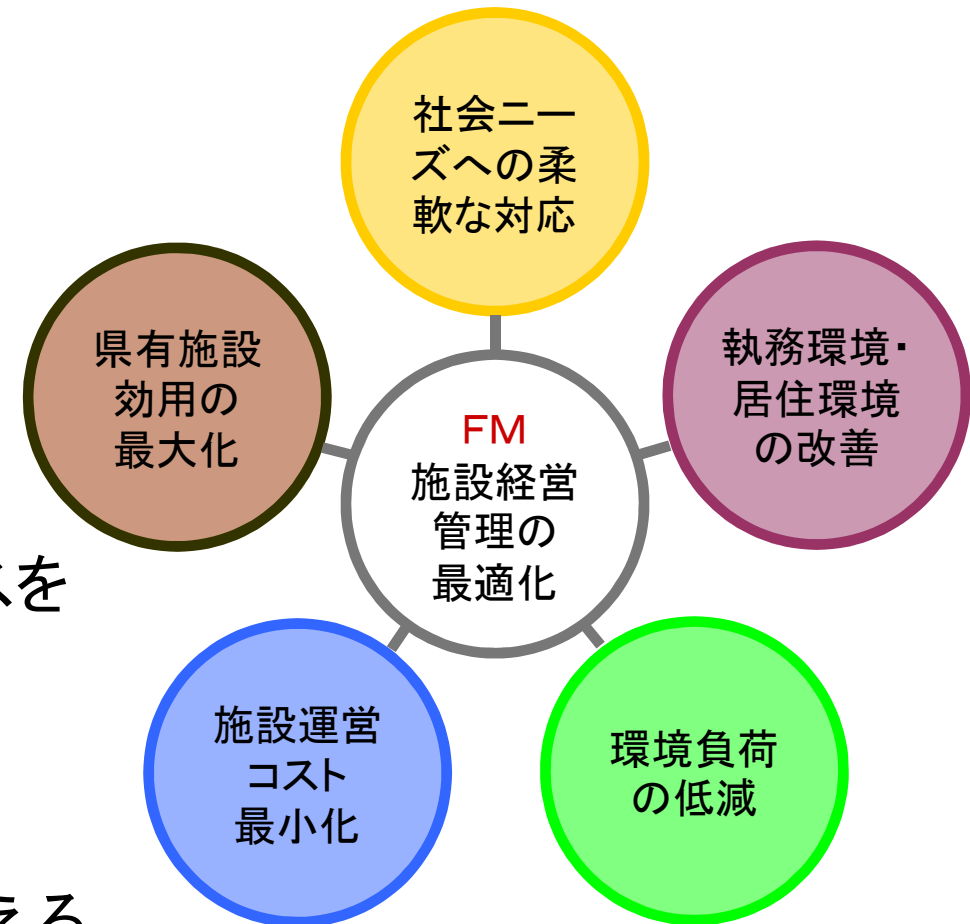 社会ニー
ズへの柔
軟な対応
県有施設
効用の
最大化
執務環境・
居住環境
の改善
FM
施設経営
管理の
最適化
を
施設運営
コスト
最小化
環境負荷
の低減
える